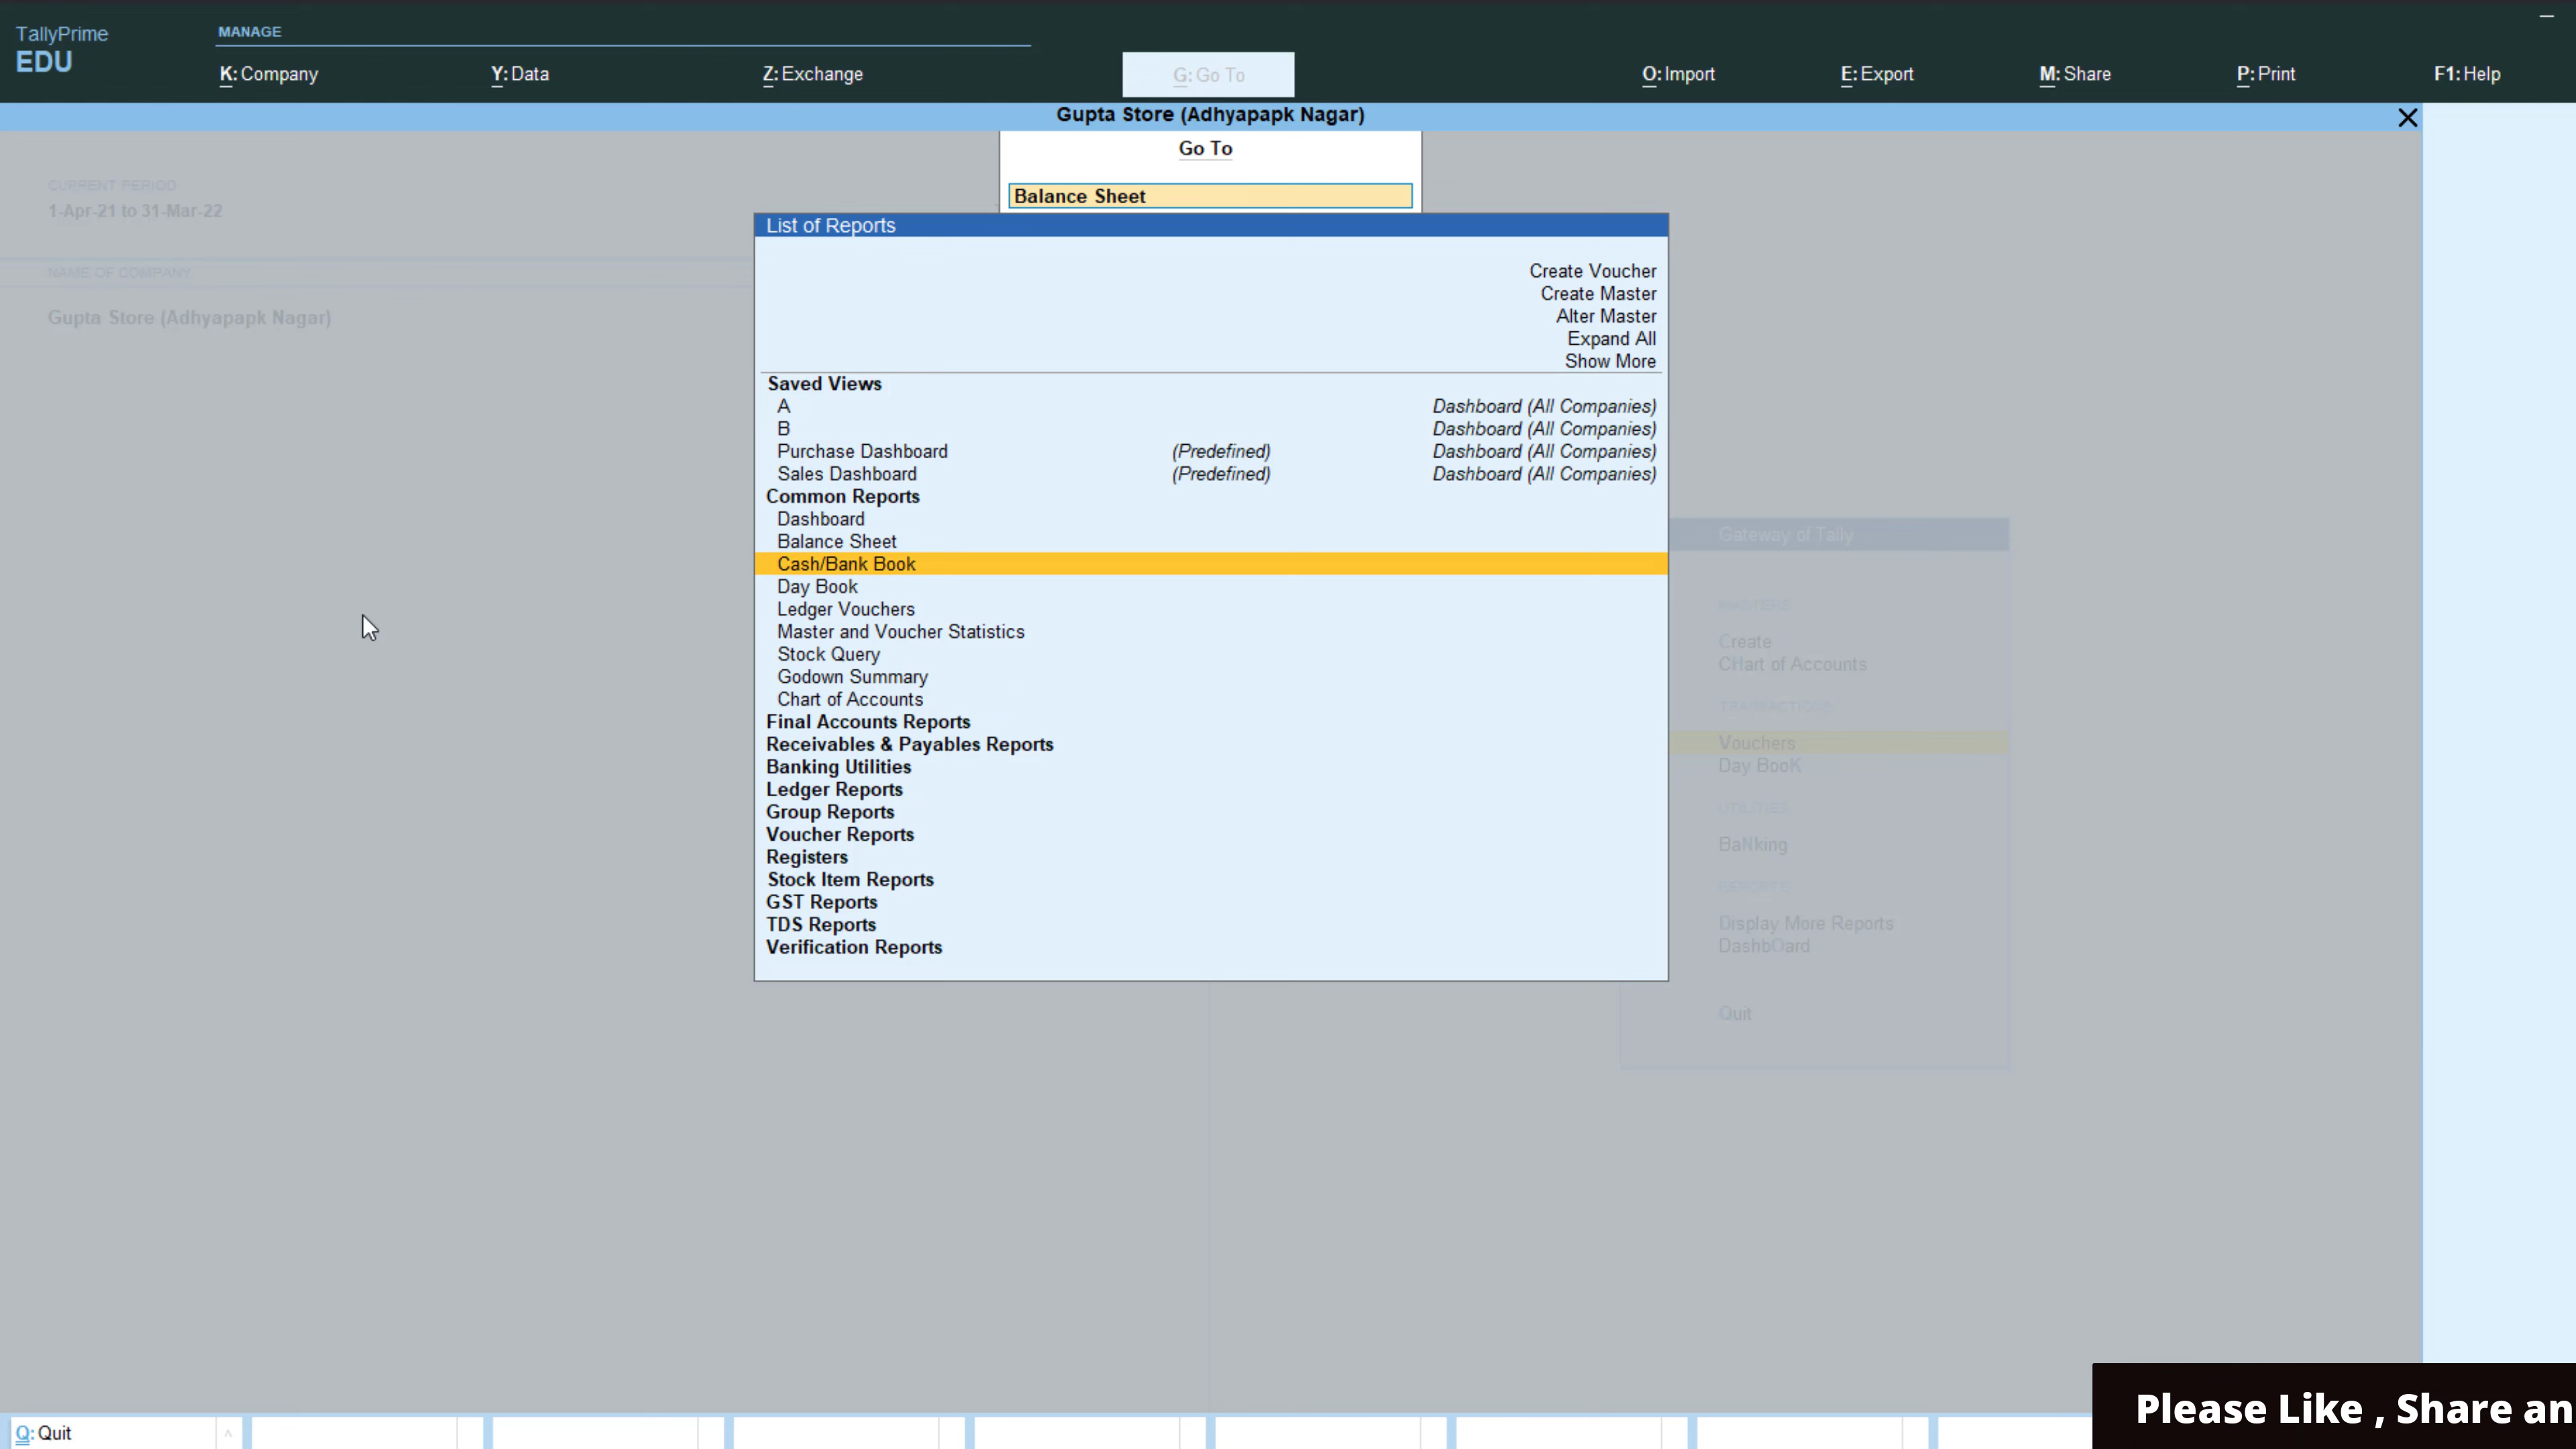 TallyPrime
EDU
MANAGE
K: Company
Y: Data
Z: Exchange
G: Go To
O: Import
E: Export
M: Share
P: Print
F1: Help
Gupta Store (Adhyapapk Nagar)
Go To
Balance Sheet
CURRENT PERIOD
1-Apr-21 to 31-Mar-22
NAME OF COMPANY
Gupta Store (Adhyapapk Nagar)
List of Reports
Create Voucher
Create Master
Alter Master
Expand All
Show More
Saved Views
A Dashboard (All Companies)
B Dashboard (All Companies)
Purchase Dashboard (Predefined) Dashboard (All Companies)
Sales Dashboard (Predefined) Dashboard (All Companies)
Common Reports
Dashboard
Balance Sheet
Cash/Bank Book
Day Book
Ledger Vouchers
Master and Voucher Statistics
Stock Query
Godown Summary
Chart of Accounts
Final Accounts Reports
Receivables & Payables Reports
Banking Utilities
Ledger Reports
Group Reports
Voucher Reports
Registers
Stock Item Reports
GST Reports
TDS Reports
Verification Reports
Gateway of Tally
MASTERS
Create
CHart of Accounts
TRANSACTIONS
Vouchers
Day BooK
UTILITIES
BaNking
REPORTS
Display More Reports
DashbOard
Quit
Q: Quit
Please Like , Share an